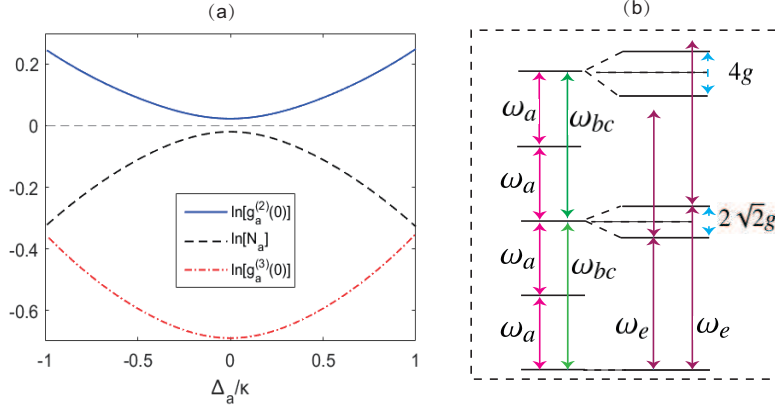 (a)
0.2
0
-0.2
-0.4
-0.6
-1
-0.5
0
0.5
1
Δ_a/κ
ln[g_a^(2)(0)]
ln[N_a]
ln[g_a^(3)(0)]
(b)
ω_a
ω_bc
4g
ω_a
ω_a
ω_bc
2√2g
ω_a
ω_e
ω_e